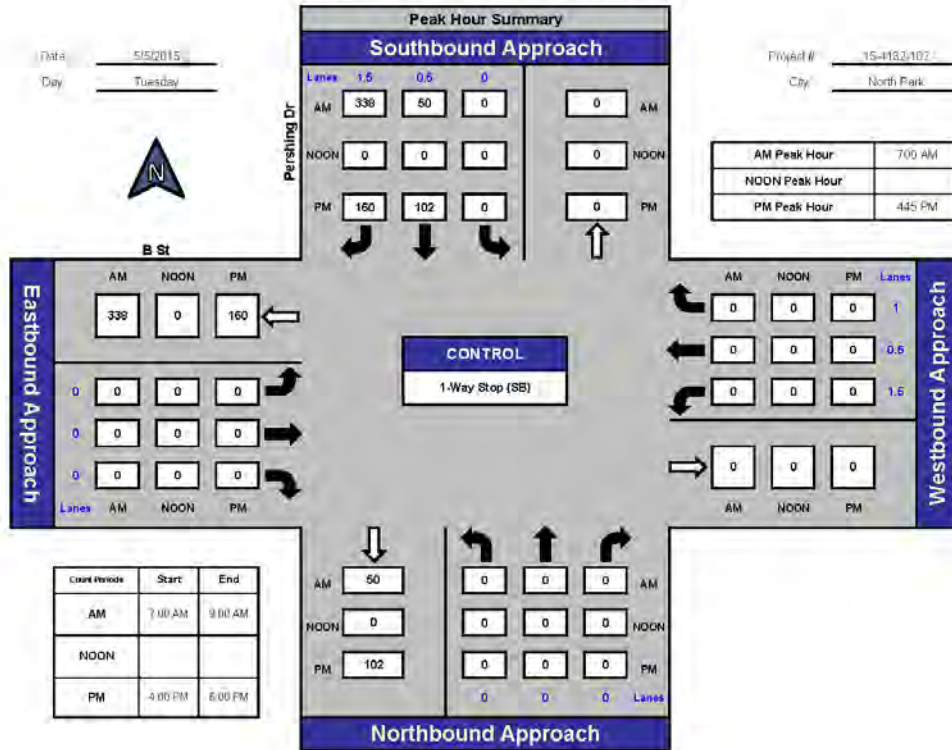 Peak Hour Summary
Southbound Approach
Date 5/5/2015
Day Tuesday
Project # 15-4182-102
City North Park
Lanes 1.5 0.5 0
AM 338 50 0 0 AM
NOON 0 0 0 0 NOON
PM 160 102 0 0 PM
Pershing Dr
N
AM Peak Hour 700 AM
NOON Peak Hour
PM Peak Hour 445 PM
B St
Eastbound Approach
AM NOON PM
338 0 160
0 0 0 0
0 0 0 0
0 0 0 0
Lanes AM NOON PM
CONTROL
1-Way Stop (SB)
AM NOON PM Lanes
0 0 0 1
0 0 0 0.5
0 0 0 1.5
0 0 0
AM NOON PM
Westbound Approach
Count Periods Start End
AM 7:00 AM 9:00 AM
NOON
PM 4:00 PM 6:00 PM
AM 50 0 0 0 AM
NOON 0 0 0 0 NOON
PM 102 0 0 0 PM
0 0 0 Lanes
Northbound Approach